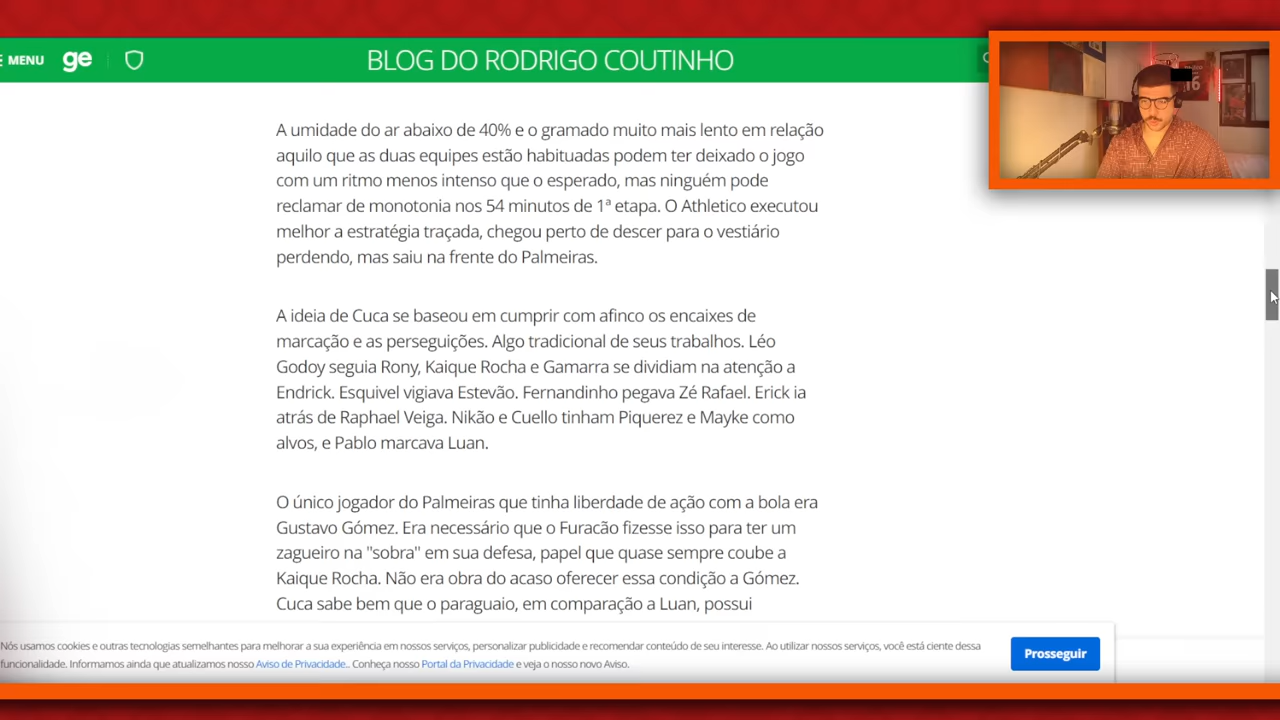 MENU
ge
BLOG DO RODRIGO COUTINHO
16
A umidade do ar abaixo de 40% e o gramado muito mais lento em relação
aquilo que as duas equipes estão habituadas podem ter deixado o jogo
com um ritmo menos intenso que o esperado, mas ninguém pode
reclamar de monotonia nos 54 minutos de 1ª etapa. O Athletico executou
melhor a estratégia traçada, chegou perto de descer para o vestiário
perdendo, mas saiu na frente do Palmeiras.
A ideia de Cuca se baseou em cumprir com afinco os encaixes de
marcação e as perseguições. Algo tradicional de seus trabalhos. Léo
Godoy seguia Rony, Kaique Rocha e Gamarra se dividiam na atenção a
Endrick. Esquivel vigiava Estevão. Fernandinho pegava Zé Rafael. Erick ia
atrás de Raphael Veiga. Nikão e Cuello tinham Piquerez e Mayke como
alvos, e Pablo marcava Luan.
O único jogador do Palmeiras que tinha liberdade de ação com a bola era
Gustavo Gómez. Era necessário que o Furacão fizesse isso para ter um
zagueiro na "sobra" em sua defesa, papel que quase sempre coube a
Kaique Rocha. Não era obra do acaso oferecer essa condição a Gómez.
Cuca sabe bem que o paraguaio, em comparação a Luan, possui
Nós usamos cookies e outras tecnologias semelhantes para melhorar a sua experiência em nossos serviços, personalizar publicidade e recomendar conteúdo de seu interesse. Ao utilizar nossos serviços, você está ciente dessa
funcionalidade. Informamos ainda que atualizamos nosso Aviso de Privacidade.. Conheça nosso Portal da Privacidade e veja o nosso novo Aviso.
Prosseguir